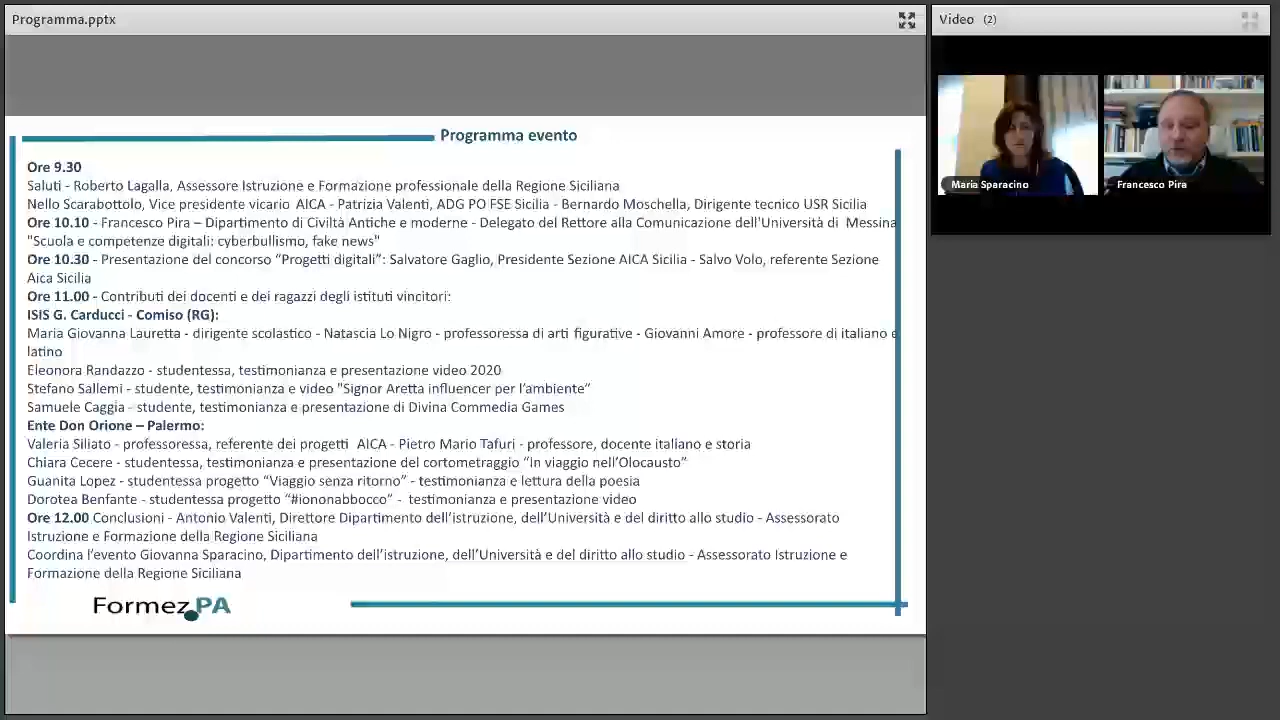 Programma.pptx
Video (2)
Maria Sparacino
Francesco Pira
Programma evento
Ore 9.30
Saluti - Roberto Lagalla, Assessore Istruzione e Formazione professionale della Regione Siciliana
Nello Scarabottolo, Vice presidente vicario AICA - Patrizia Valenti, ADG PO FSE Sicilia - Bernardo Moschella, Dirigente tecnico USR Sicilia
Ore 10.10 - Francesco Pira – Dipartimento di Civiltà Antiche e moderne - Delegato del Rettore alla Comunicazione dell'Università di Messina
"Scuola e competenze digitali: cyberbullismo, fake news"
Ore 10.30 - Presentazione del concorso “Progetti digitali”: Salvatore Gaglio, Presidente Sezione AICA Sicilia - Salvo Volo, referente Sezione
Aica Sicilia
Ore 11.00 - Contributi dei docenti e dei ragazzi degli istituti vincitori:
ISIS G. Carducci - Comiso (RG):
Maria Giovanna Lauretta - dirigente scolastico - Natascia Lo Nigro - professoressa di arti figurative - Giovanni Amore - professore di italiano e
latino
Eleonora Randazzo - studentessa, testimonianza e presentazione video 2020
Stefano Sallemi - studente, testimonianza e video "Signor Aretta influencer per l’ambiente”
Samuele Caggia - studente, testimonianza e presentazione di Divina Commedia Games
Ente Don Orione – Palermo:
Valeria Siliato - professoressa, referente dei progetti AICA - Pietro Mario Tafuri - professore, docente italiano e storia
Chiara Cecere - studentessa, testimonianza e presentazione del cortometraggio “In viaggio nell’Olocausto”
Guanita Lopez - studentessa progetto “Viaggio senza ritorno” - testimonianza e lettura della poesia
Dorotea Benfante - studentessa progetto “#iononabbocco” - testimonianza e presentazione video
Ore 12.00 Conclusioni - Antonio Valenti, Direttore Dipartimento dell’istruzione, dell’Università e del diritto allo studio - Assessorato
Istruzione e Formazione della Regione Siciliana
Coordina l’evento Giovanna Sparacino, Dipartimento dell’istruzione, dell’Università e del diritto allo studio - Assessorato Istruzione e
Formazione della Regione Siciliana
Formez PA